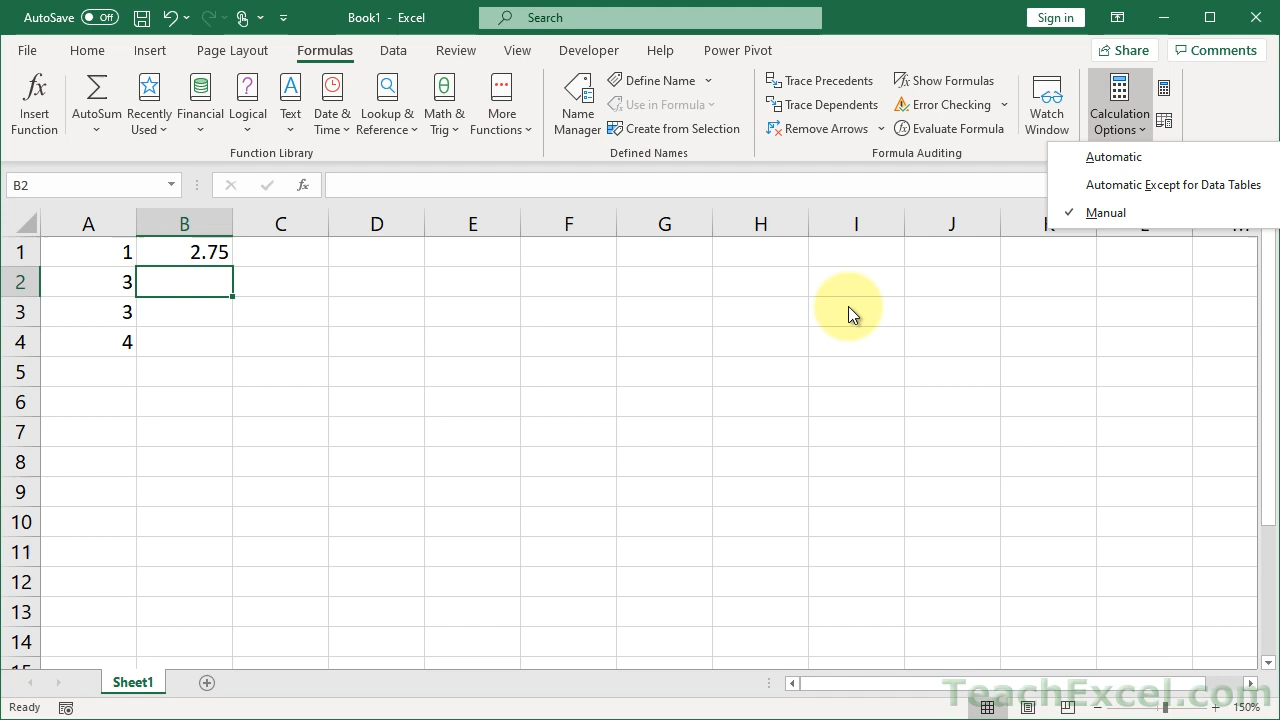 AutoSave Off Book1 - Excel Search Sign in
File Home Insert Page Layout Formulas Data Review View Developer Help Power Pivot Share Comments
Insert Function
AutoSum
Recently Used
Financial
Logical
Text
Date & Time
Lookup & Reference
Math & Trig
More Functions
Function Library
Name Manager
Define Name
Use in Formula
Create from Selection
Defined Names
Trace Precedents
Trace Dependents
Remove Arrows
Show Formulas
Error Checking
Evaluate Formula
Formula Auditing
Watch Window
Calculation Options
Automatic
Automatic Except for Data Tables
Manual
B2 fx
A B C D E F G H I J
1 1 2.75
2 3
3 3
4 4
5
6
7
8
9
10
11
12
13
14
15
Sheet1
Ready 150%
TeachExcel.com